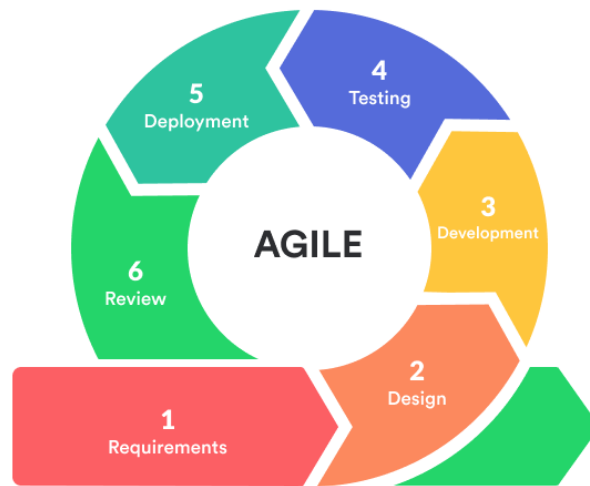 AGILE
1
Requirements
2
Design
3
Development
4
Testing
5
Deployment
6
Review